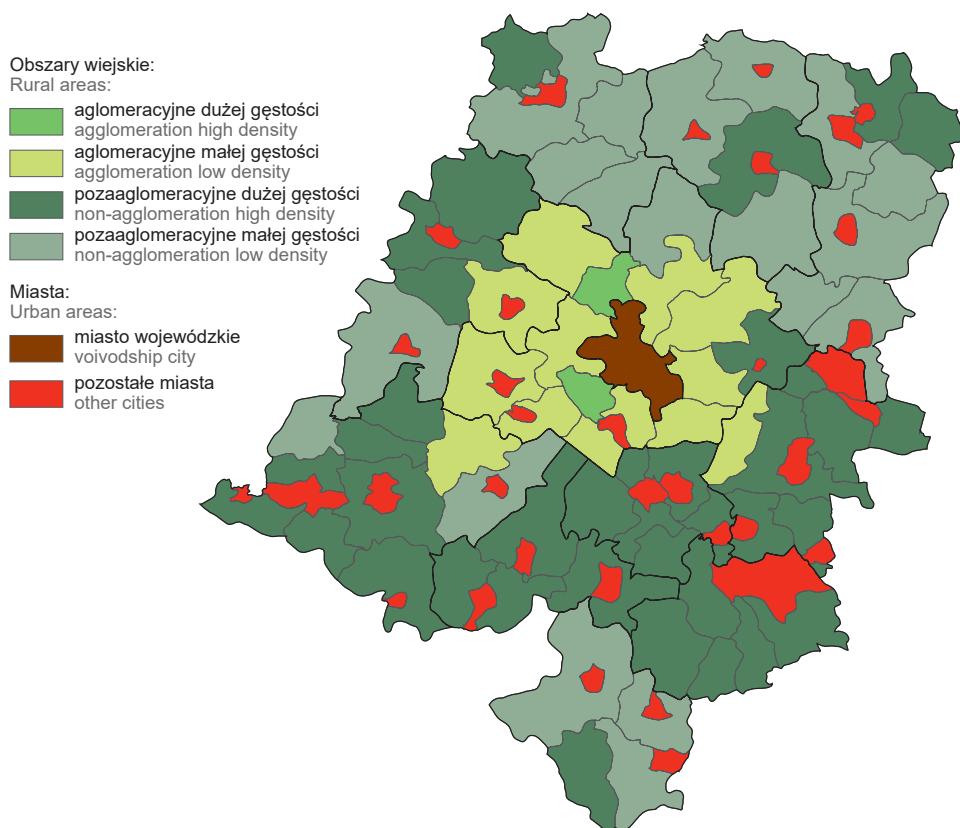 Obszary wiejskie:
Rural areas:
aglomeracyjne dużej gęstości
agglomeration high density
aglomeracyjne małej gęstości
agglomeration low density
pozaaglomeracyjne dużej gęstości
non-agglomeration high density
pozaaglomeracyjne małej gęstości
non-agglomeration low density
Miasta:
Urban areas:
miasto wojewódzkie
voivodship city
pozostałe miasta
other cities